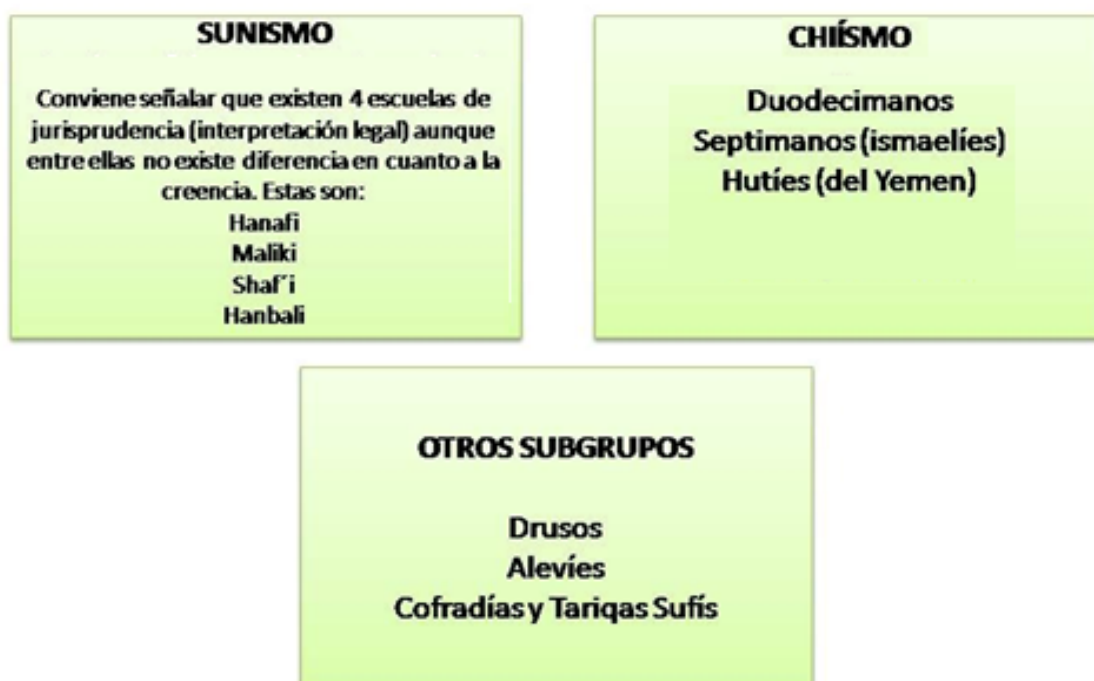 SUNISMO
Conviene señalar que existen 4 escuelas de
jurisprudencia (interpretación legal) aunque
entre ellas no existe diferencia en cuanto a la
creencia. Estas son:
Hanafi
Maliki
Shaf´i
Hanbali
CHIÍSMO
Duodecimanos
Septimanos (ismaelíes)
Hutíes (del Yemen)
OTROS SUBGRUPOS
Drusos
Alevíes
Cofradías y Tariqas Sufís